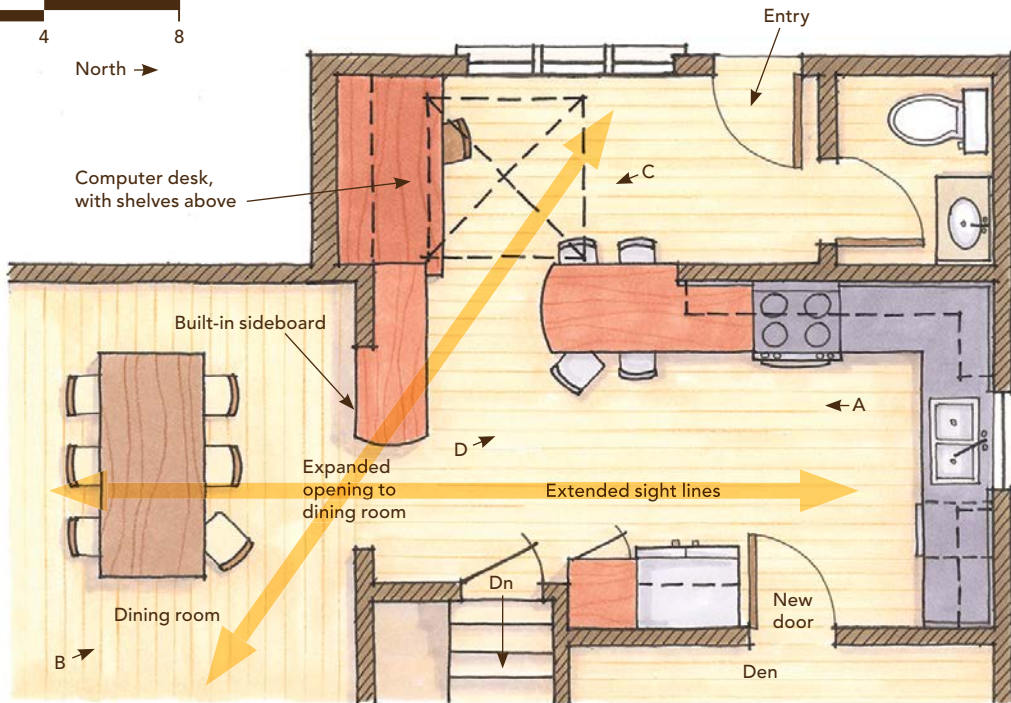 4
8
Entry
North
C
Computer desk,
with shelves above
Built-in sideboard
A
D
Expanded
opening to
dining room
Extended sight lines
Dn
New
door
Dining room
B
Den